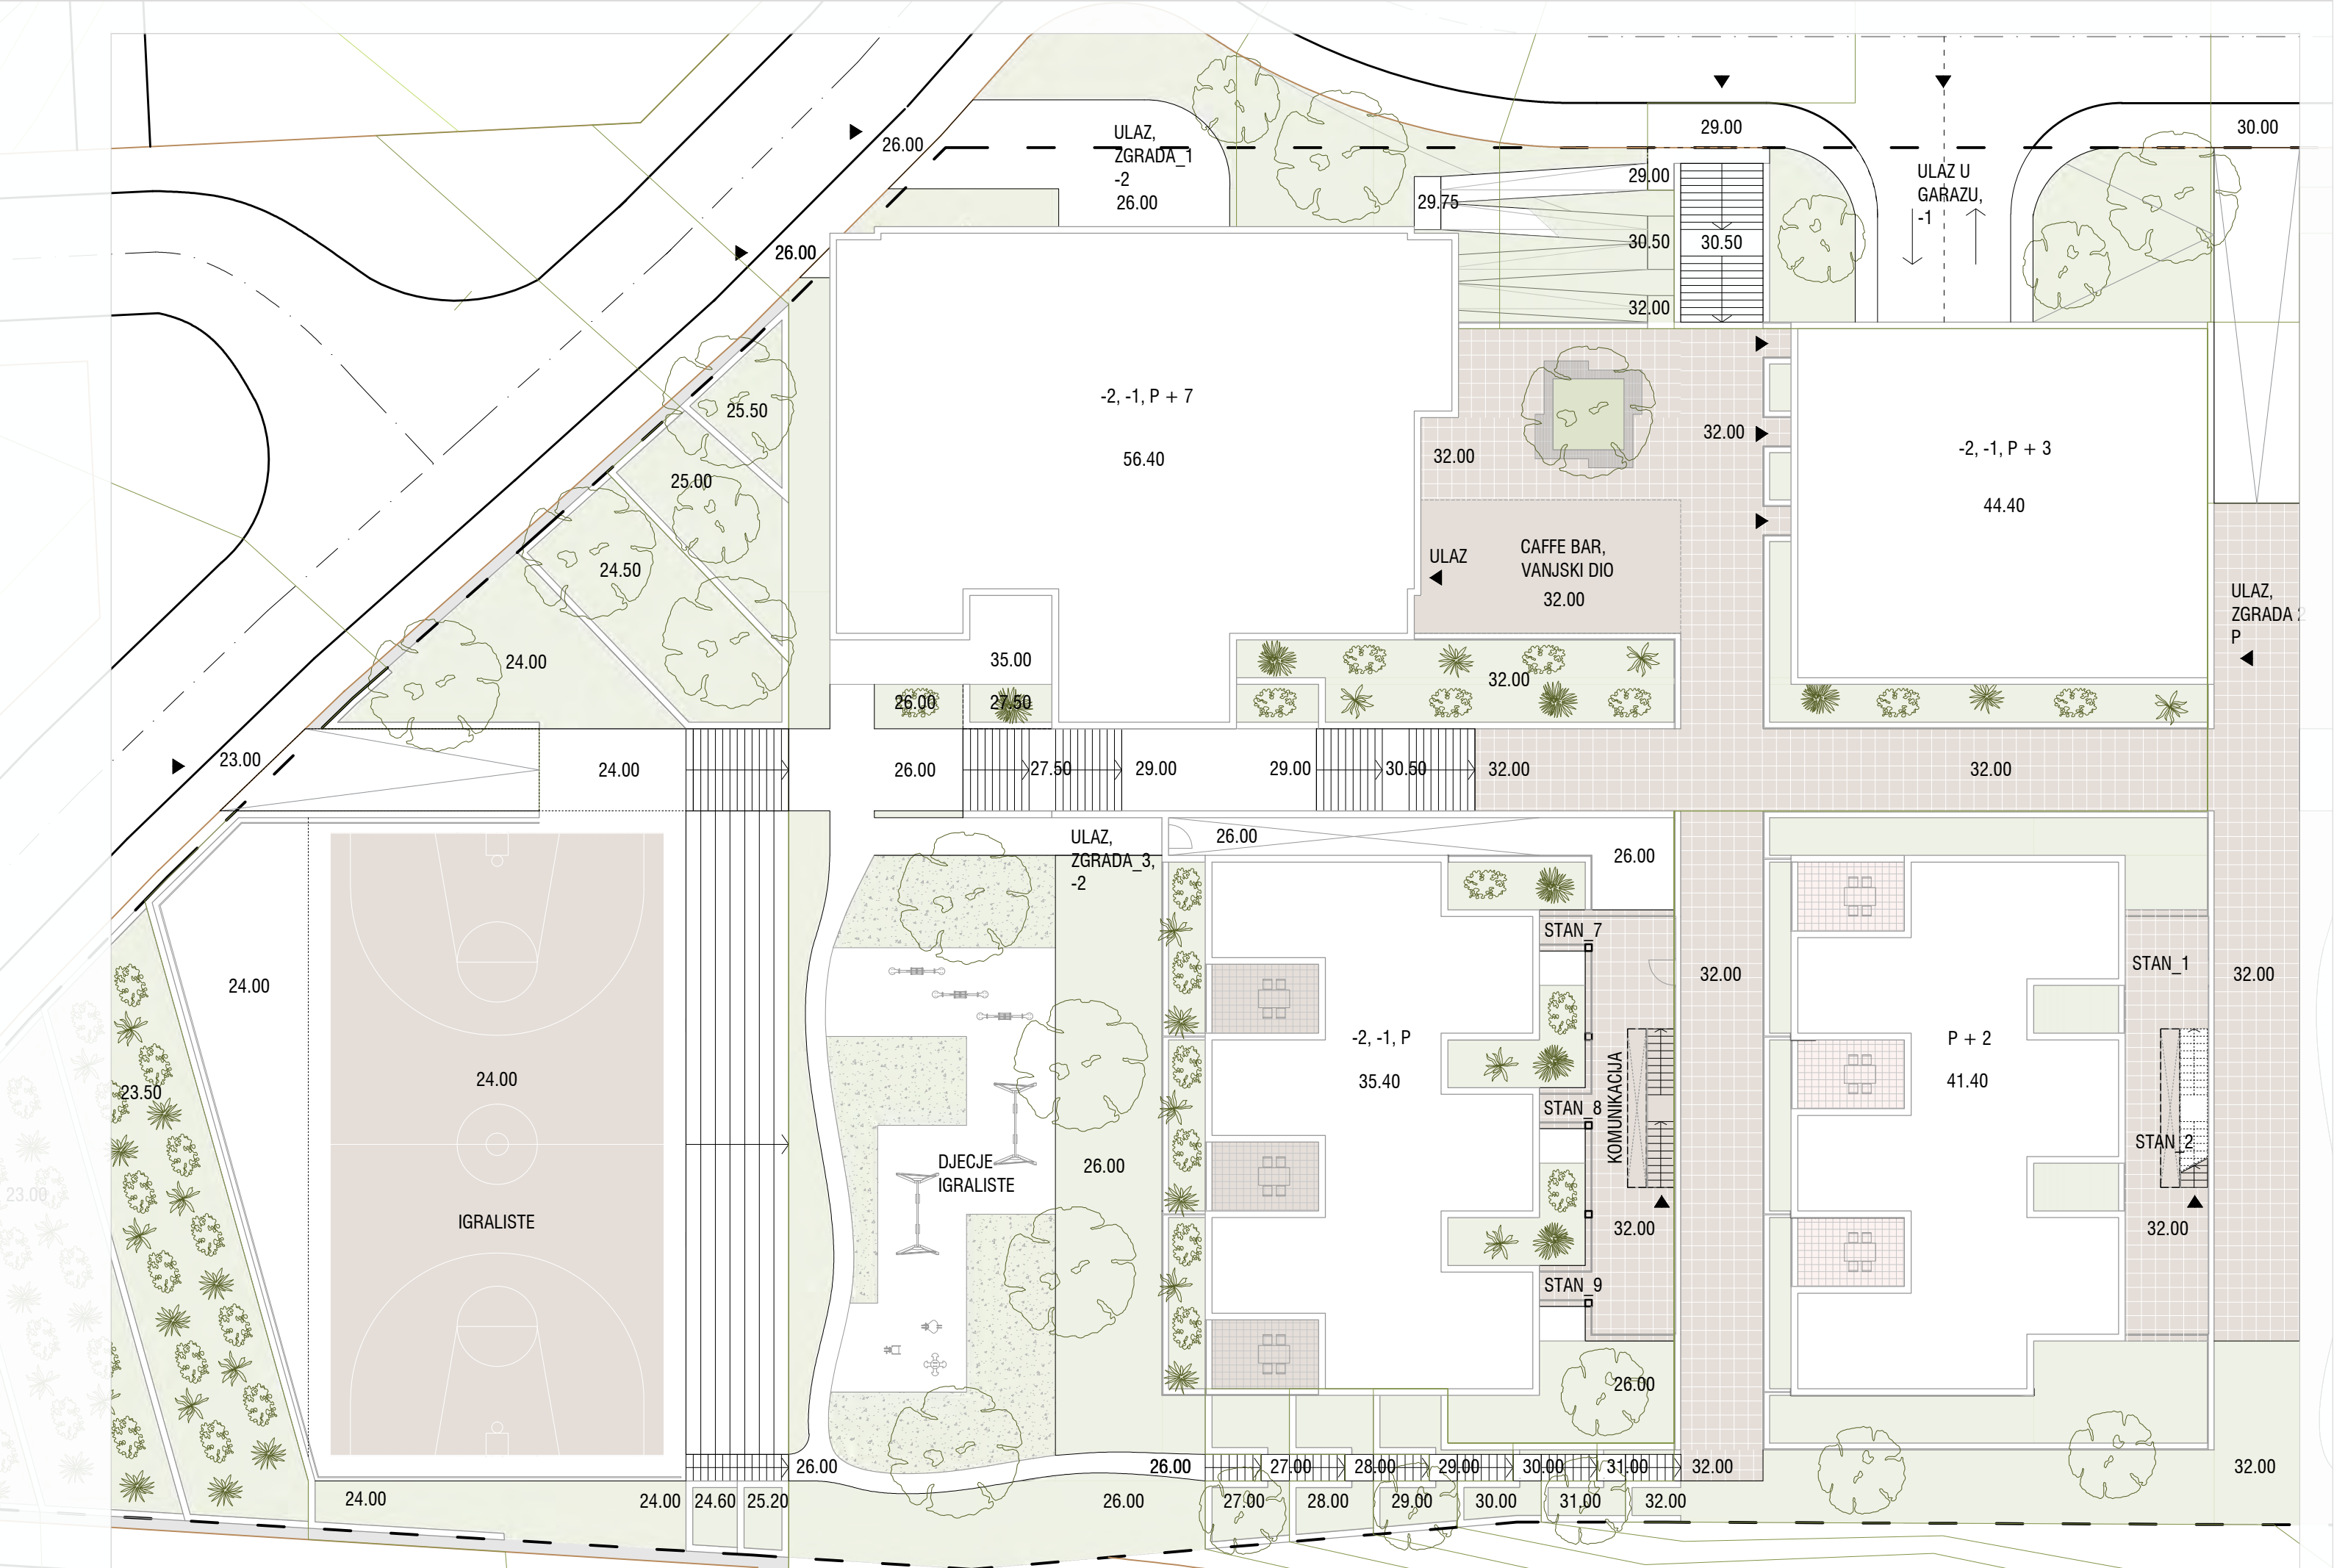 29.00
30.00
ULAZ,
ZGRADA_1
-2
26.00
26.00
29.00
ULAZ U
GARAZU,
-1
29.75
30.50
30.50
26.00
32.00
-2, -1, P + 7
56.40
25.50
32.00
32.00
-2, -1, P + 3
44.40
25.00
ULAZ
CAFFE BAR,
VANJSKI DIO
32.00
24.50
ULAZ,
ZGRADA 2
P
24.00
35.00
32.00
26.00
27.50
23.00
24.00
26.00
27.50
29.00
29.00
30.50
32.00
32.00
ULAZ,
ZGRADA_3,
-2
26.00
26.00
STAN_7
STAN_1
24.00
32.00
32.00
-2, -1, P
35.40
P + 2
41.40
24.00
23.50
STAN_8
KOMUNIKACIJA
STAN_2
DJECJE
IGRALISTE
26.00
23.00
IGRALISTE
32.00
32.00
STAN_9
26.00
26.00
26.00
27.00
28.00
29.00
30.00
31.00
32.00
32.00
24.00
24.00
24.60
25.20
26.00
27.00
28.00
29.00
30.00
31.00
32.00